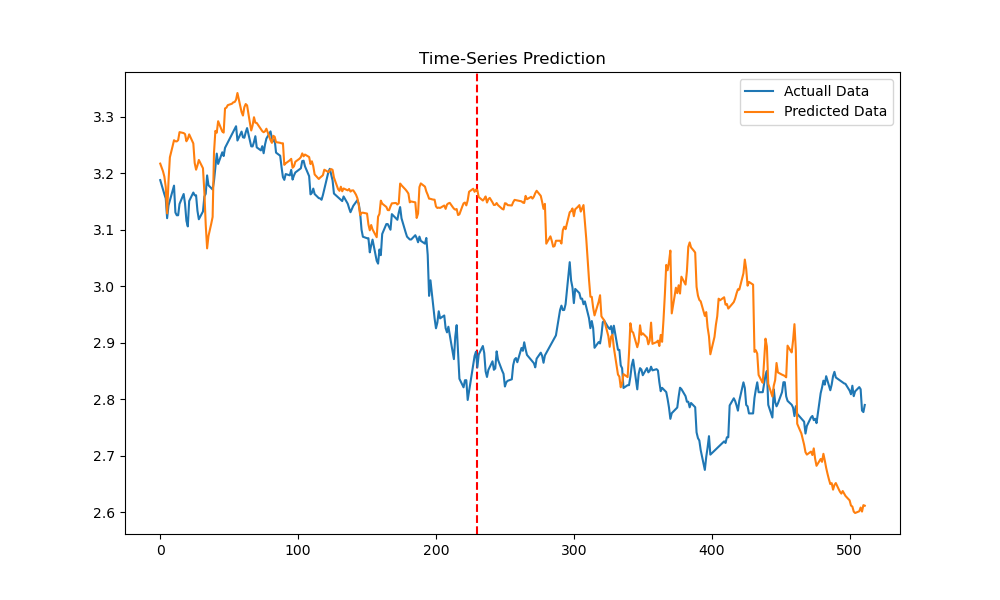 Time-Series Prediction
Actuall Data
Predicted Data
3.3
3.2
3.1
3.0
2.9
2.8
2.7
2.6
0 100 200 300 400 500